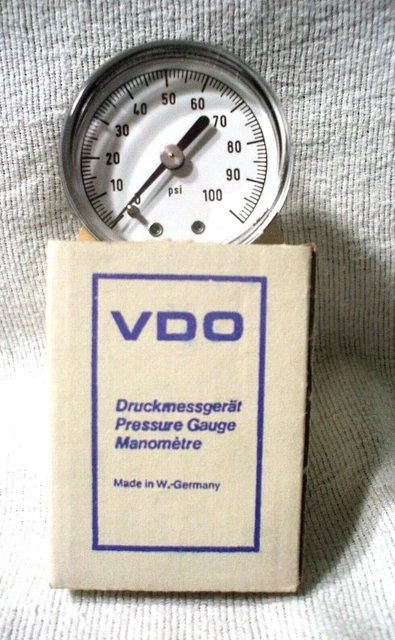 0
10
20
30
40
50
60
70
80
90
100
psi
VDO
Druckmessgerät
Pressure Gauge
Manomètre
Made in W.-Germany